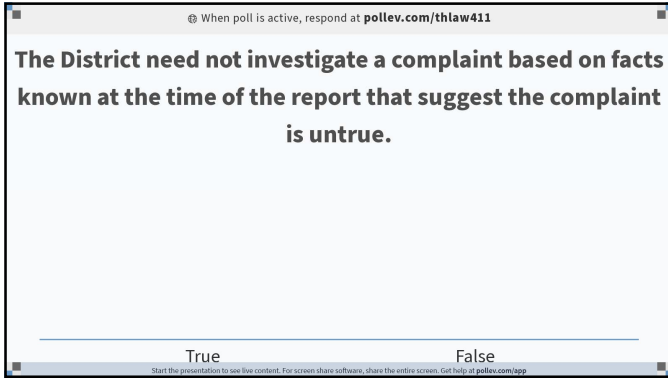 When poll is active, respond at pollev.com/thlaw411
The District need not investigate a complaint based on facts
known at the time of the report that suggest the complaint
is untrue.
True False
Start the presentation to see live content. For screen share software, share the entire screen. Get help at pollev.com/app